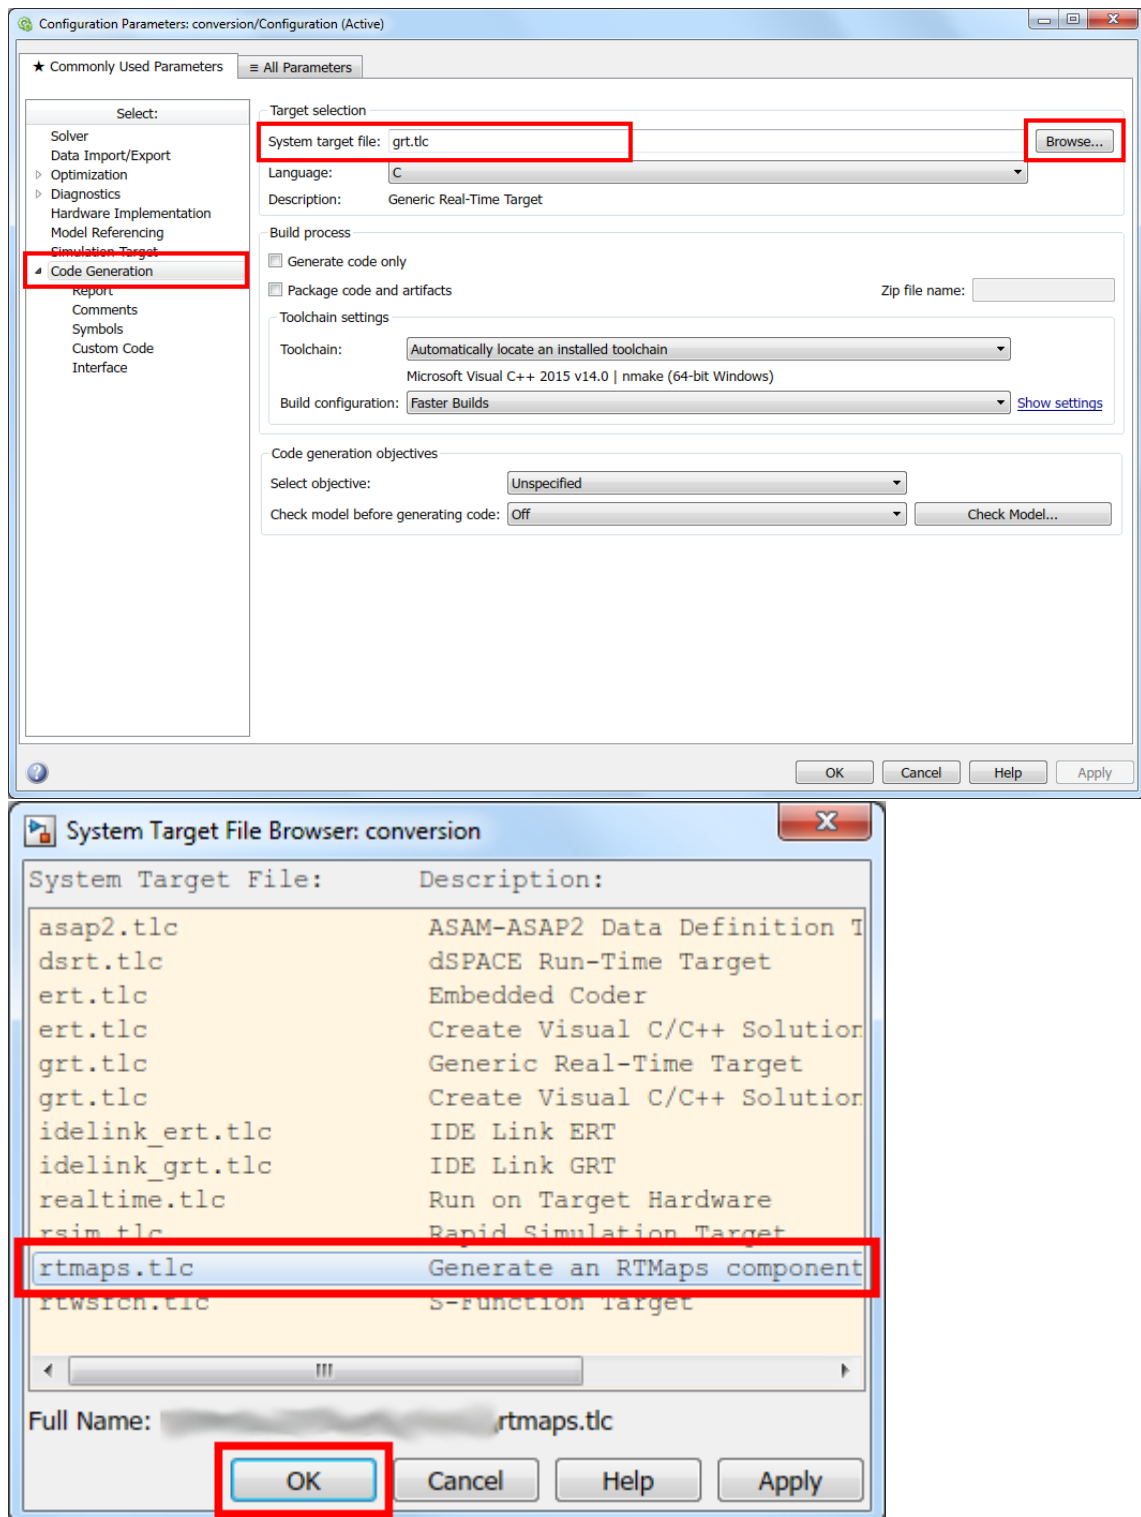 Configuration Parameters: conversion/Configuration (Active)
★ Commonly Used Parameters
≡ All Parameters
Select:
Solver
Data Import/Export
Optimization
Diagnostics
Hardware Implementation
Model Referencing
Simulation Target
Code Generation
Report
Comments
Symbols
Custom Code
Interface
Target selection
System target file: grt.tlc Browse...
Language: C
Description: Generic Real-Time Target
Build process
Generate code only
Package code and artifacts Zip file name:
Toolchain settings
Toolchain: Automatically locate an installed toolchain
Microsoft Visual C++ 2015 v14.0 | nmake (64-bit Windows)
Build configuration: Faster Builds Show settings
Code generation objectives
Select objective: Unspecified
Check model before generating code: Off Check Model...
OK Cancel Help Apply
System Target File Browser: conversion
System Target File: Description:
asap2.tlc ASAM-ASAP2 Data Definition T
dsrt.tlc dSPACE Run-Time Target
ert.tlc Embedded Coder
ert.tlc Create Visual C/C++ Solution
grt.tlc Generic Real-Time Target
grt.tlc Create Visual C/C++ Solution
idelink_ert.tlc IDE Link ERT
idelink_grt.tlc IDE Link GRT
realtime.tlc Run on Target Hardware
rsim.tlc Rapid Simulation Target
rtmaps.tlc Generate an RTMaps component
rtwsfcn.tlc S-Function Target
Full Name: rtmaps.tlc
OK Cancel Help Apply